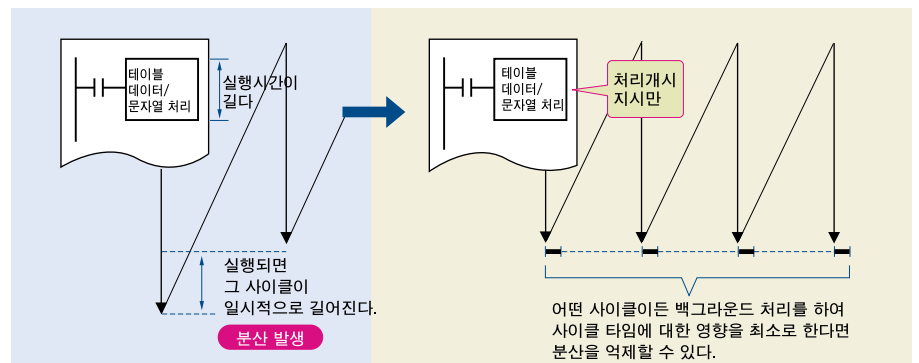 테이블
데이터/
문자열 처리
실행시간이
길다
실행되면
그 사이클이
일시적으로 길어진다.
분산 발생
테이블
데이터/
문자열 처리
처리개시
지시만
어떤 사이클이든 백그라운드 처리를 하여
사이클 타임에 대한 영향을 최소로 한다면
분산을 억제할 수 있다.